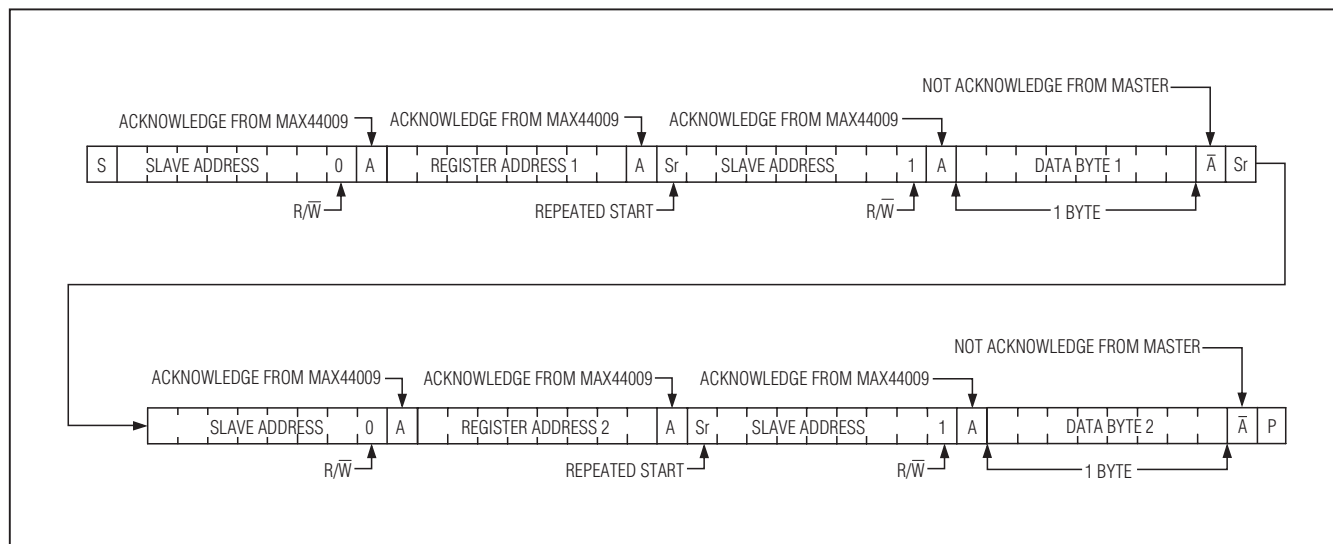 NOT ACKNOWLEDGE FROM MASTER
ACKNOWLEDGE FROM MAX44009 ACKNOWLEDGE FROM MAX44009 ACKNOWLEDGE FROM MAX44009
S SLAVE ADDRESS 0 A REGISTER ADDRESS 1 A Sr SLAVE ADDRESS 1 A DATA BYTE 1 A̅ Sr
R/W̅ REPEATED START R/W̅ 1 BYTE
NOT ACKNOWLEDGE FROM MASTER
ACKNOWLEDGE FROM MAX44009 ACKNOWLEDGE FROM MAX44009 ACKNOWLEDGE FROM MAX44009
SLAVE ADDRESS 0 A REGISTER ADDRESS 2 A Sr SLAVE ADDRESS 1 A DATA BYTE 2 A̅ P
R/W̅ REPEATED START R/W̅ 1 BYTE